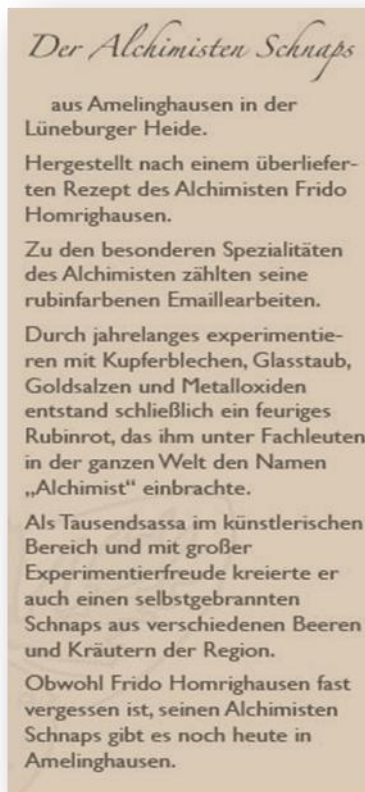 Der Alchimisten Schnaps
aus Amelinghausen in der
Lüneburger Heide.
Hergestellt nach einem überliefer-
ten Rezept des Alchimisten Frido
Homrighausen.
Zu den besonderen Spezialitäten
des Alchimisten zählten seine
rubinfarbenen Emaillearbeiten.
Durch jahrelanges experimentie-
ren mit Kupferblechen, Glasstaub,
Goldsalzen und Metalloxiden
entstand schließlich ein feuriges
Rubinrot, das ihm unter Fachleuten
in der ganzen Welt den Namen
„Alchimist“ einbrachte.
Als Tausendsassa im künstlerischen
Bereich und mit großer
Experimentierfreude kreierte er
auch einen selbstgebrannten
Schnaps aus verschiedenen Beeren
und Kräutern der Region.
Obwohl Frido Homrighausen fast
vergessen ist, seinen Alchimisten
Schnaps gibt es noch heute in
Amelinghausen.